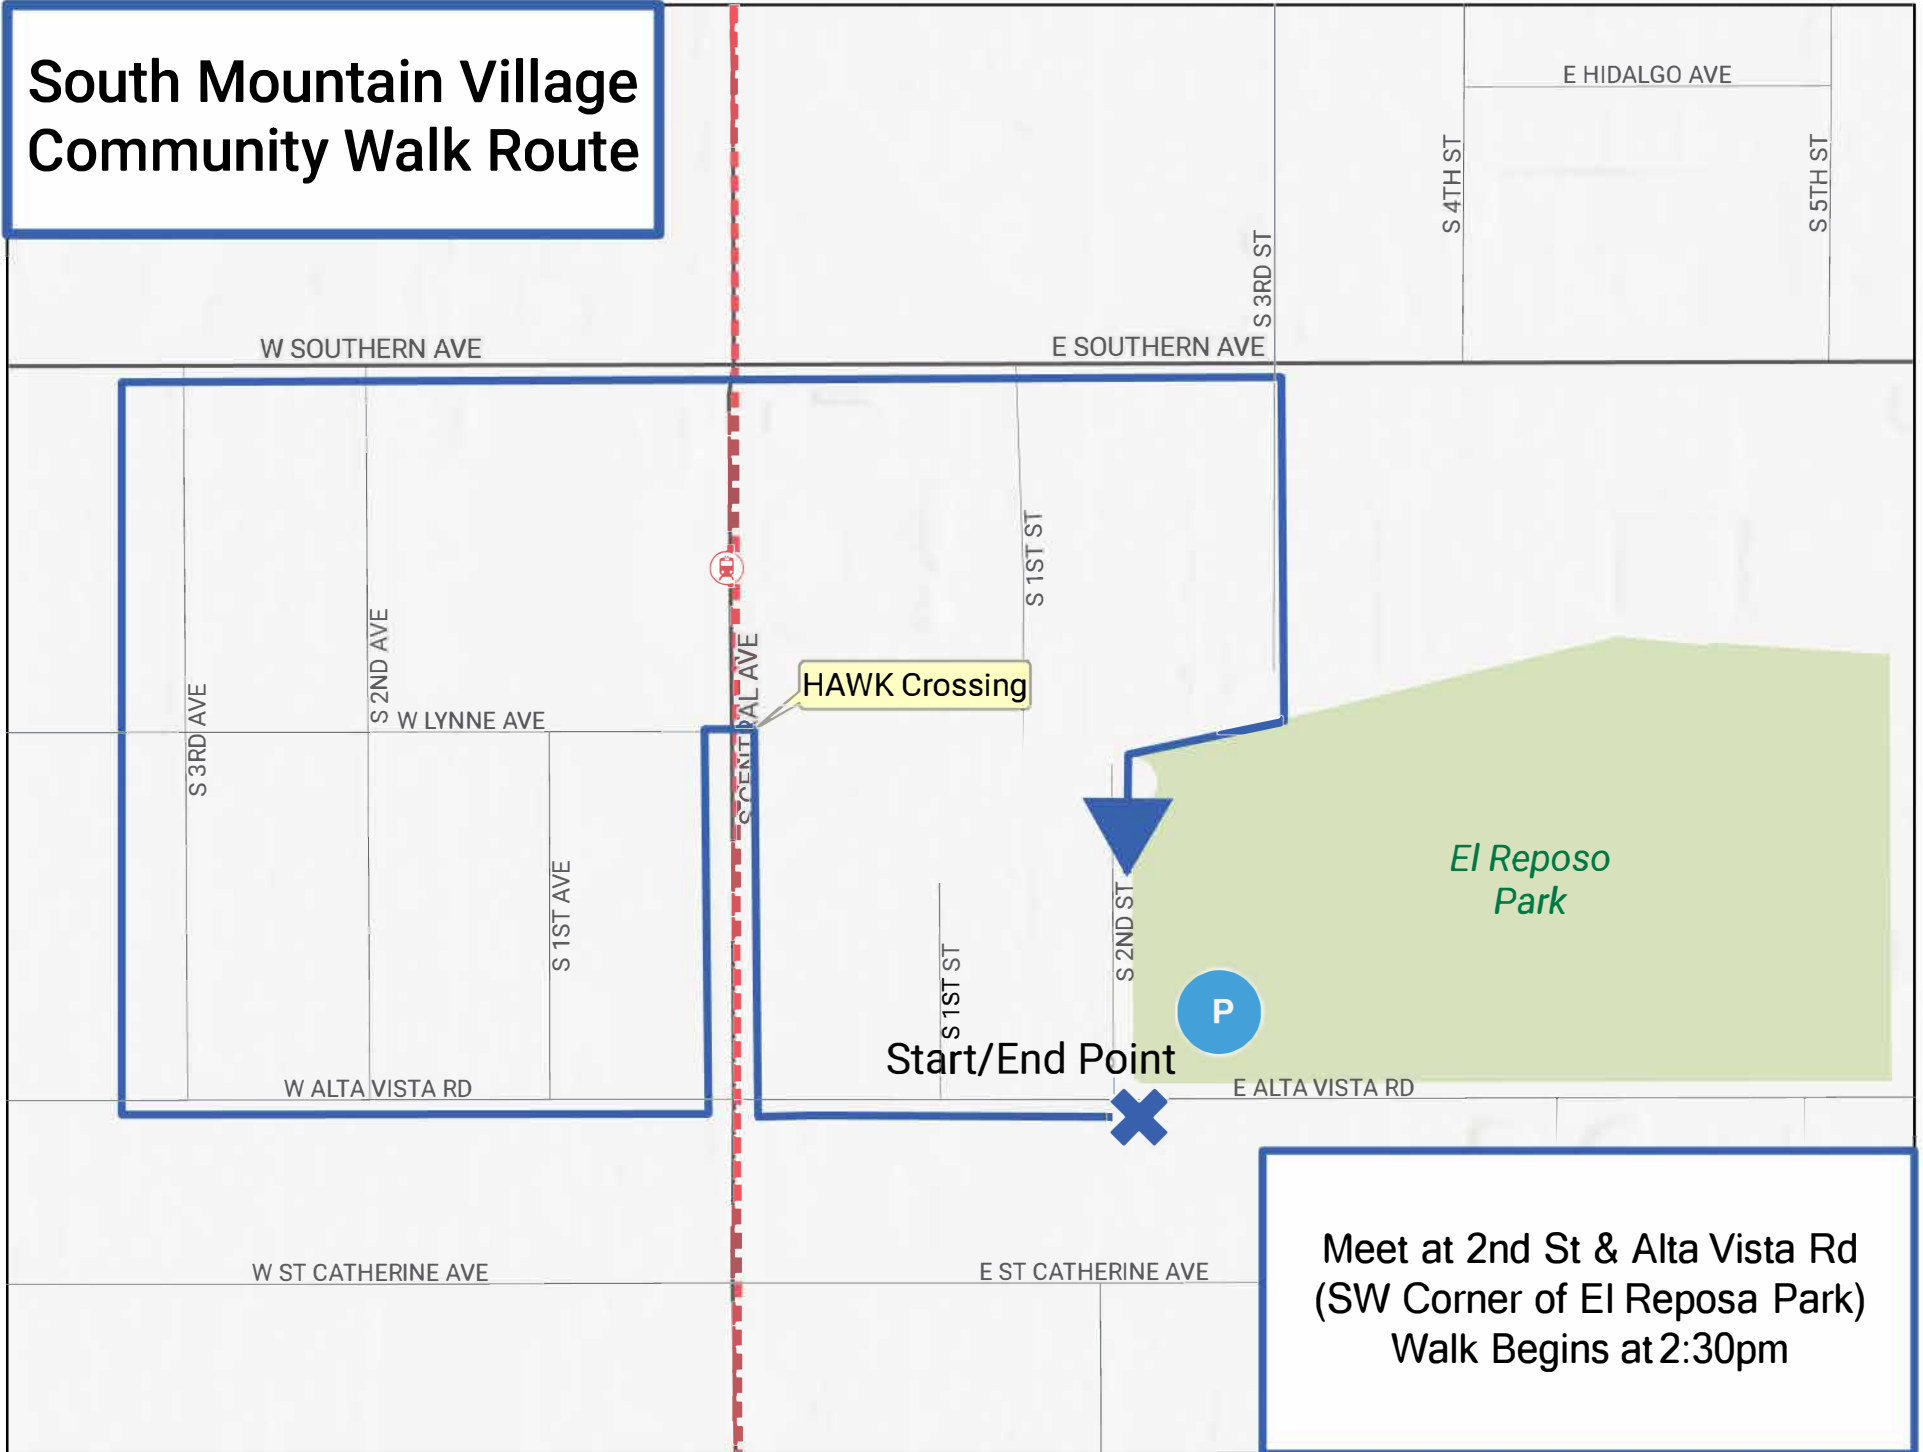 South Mountain Village
Community Walk Route
E HIDALGO AVE
S 4TH ST
S 5TH ST
S 3RD ST
W SOUTHERN AVE
E SOUTHERN AVE
S 1ST ST
S 2ND AVE
S CENTRAL AVE
HAWK Crossing
S 3RD AVE
W LYNNE AVE
El Reposo
Park
S 1ST AVE
S 2ND ST
S 1ST ST
P
Start/End Point
W ALTA VISTA RD
E ALTA VISTA RD
W ST CATHERINE AVE
E ST CATHERINE AVE
Meet at 2nd St & Alta Vista Rd
(SW Corner of El Reposa Park)
Walk Begins at 2:30pm